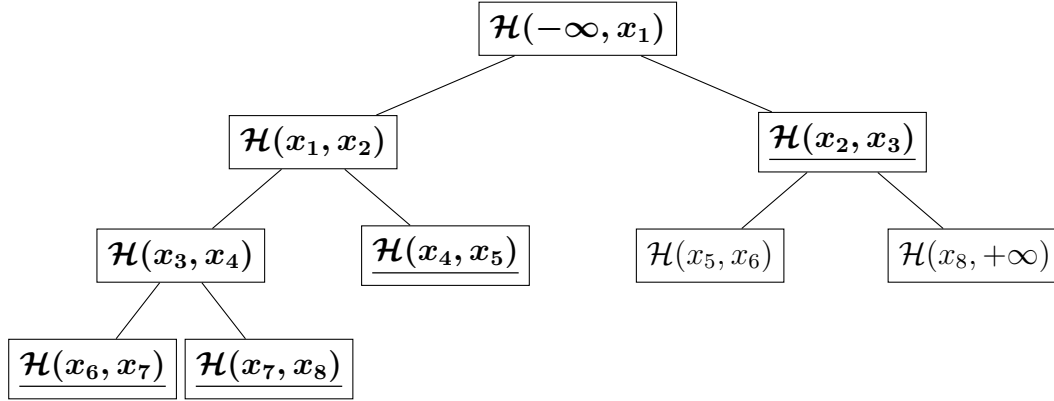 𝓗(−∞, x₁)
𝓗(x₁, x₂)
𝓗(x₂, x₃)
𝓗(x₃, x₄)
𝓗(x₄, x₅)
𝓗(x₅, x₆)
𝓗(x₈, +∞)
𝓗(x₆, x₇)
𝓗(x₇, x₈)